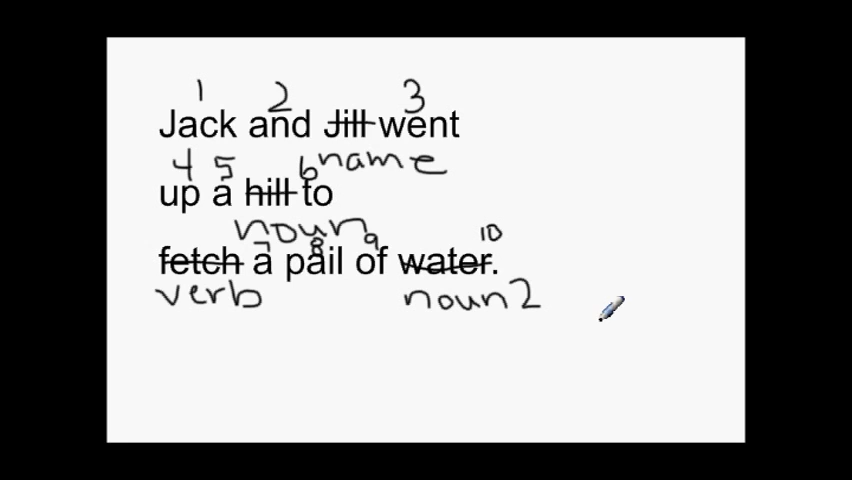 1 2 3
Jack and Jill went
4 5 6 name
up a hill to
noun
7 8 9 10
fetch a pail of water.
verb noun2